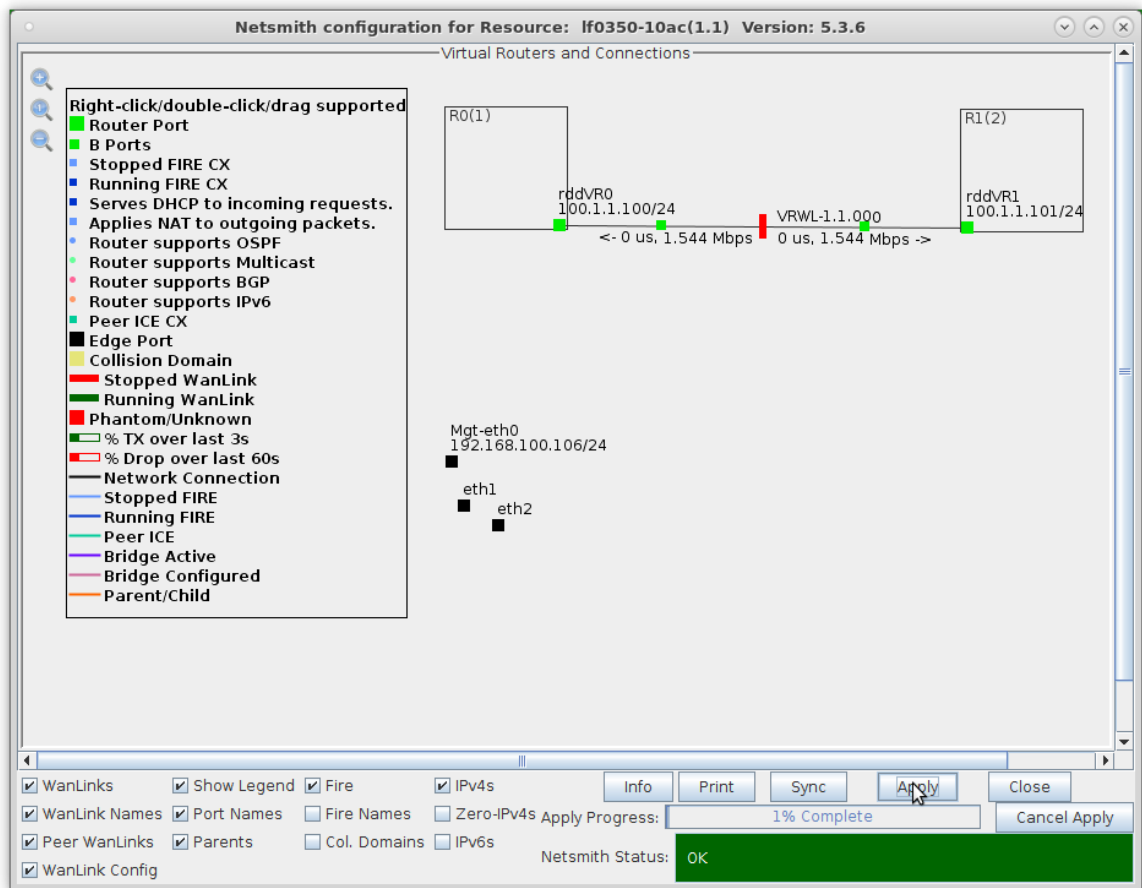 Netsmith configuration for Resource: lf0350-10ac(1.1) Version: 5.3.6
Virtual Routers and Connections
Right-click/double-click/drag supported
Router Port
B Ports
Stopped FIRE CX
Running FIRE CX
Serves DHCP to incoming requests.
Applies NAT to outgoing packets.
Router supports OSPF
Router supports Multicast
Router supports BGP
Router supports IPv6
Peer ICE CX
Edge Port
Collision Domain
Stopped WanLink
Running WanLink
Phantom/Unknown
% TX over last 3s
% Drop over last 60s
Network Connection
Stopped FIRE
Running FIRE
Peer ICE
Bridge Active
Bridge Configured
Parent/Child
R0(1)
rddVR0
100.1.1.100/24
<- 0 us, 1.544 Mbps
VRWL-1.1.000
0 us, 1.544 Mbps ->
R1(2)
rddVR1
100.1.1.101/24
Mgt-eth0
192.168.100.106/24
eth1
eth2
WanLinks Show Legend Fire IPv4s Info Print Sync Apply Close
WanLink Names Port Names Fire Names Zero-IPv4s Apply Progress: 1% Complete Cancel Apply
Peer WanLinks Parents Col. Domains IPv6s Netsmith Status: OK
WanLink Config